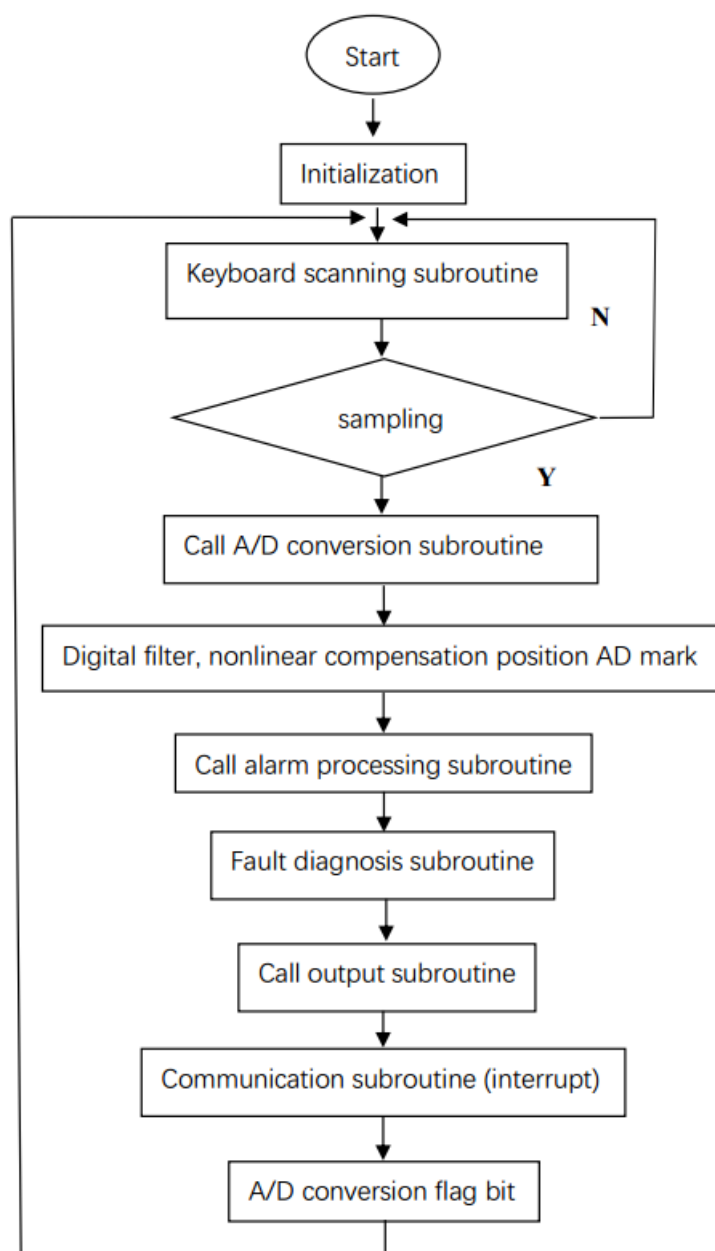 Start
Initialization
Keyboard scanning subroutine
N
sampling
Y
Call A/D conversion subroutine
Digital filter, nonlinear compensation position AD mark
Call alarm processing subroutine
Fault diagnosis subroutine
Call output subroutine
Communication subroutine (interrupt)
A/D conversion flag bit